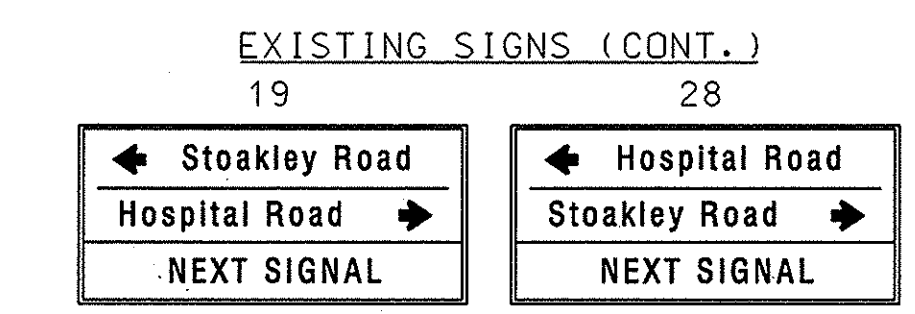 EXISTING SIGNS (CONT.)
19
Stoakley Road
Hospital Road
NEXT SIGNAL
28
Hospital Road
Stoakley Road
NEXT SIGNAL